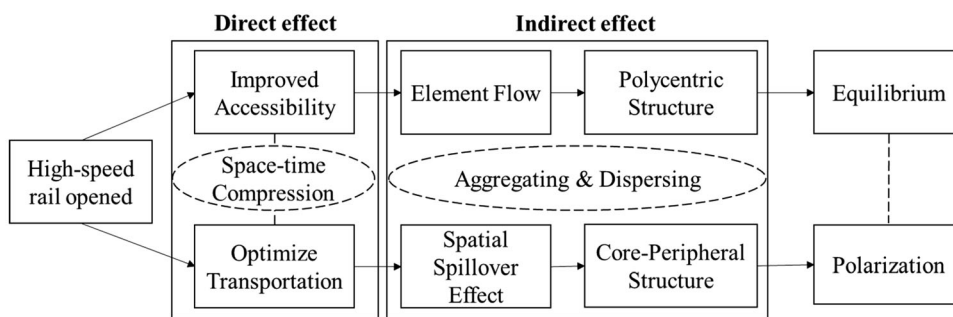 Direct effect
Indirect effect
Improved
Accessibility
Element Flow
Polycentric
Structure
Equilibrium
High-speed
rail opened
Space-time
Compression
Aggregating & Dispersing
Optimize
Transportation
Spatial
Spillover
Effect
Core-Peripheral
Structure
Polarization